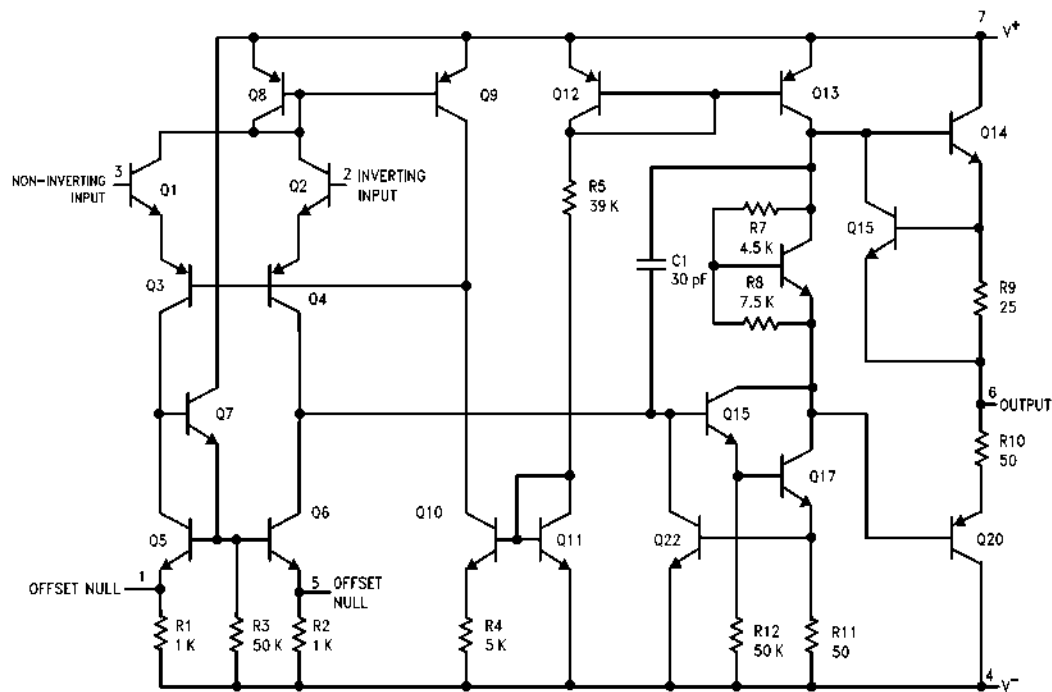 7 V+
Q8
Q9
Q12
Q13
Q14
NON-INVERTING
INPUT
3
Q1
Q2
2 INVERTING
INPUT
R5
39 K
R7
4.5 K
Q15
Q3
Q4
C1
30 pF
R8
7.5 K
R9
25
Q7
Q15
6
OUTPUT
R10
50
Q17
Q5
Q6
Q10
Q11
Q22
Q20
OFFSET NULL
1
5 OFFSET
NULL
R1
1 K
R3
50 K
R2
1 K
R4
5 K
R12
50 K
R11
50
4 V-